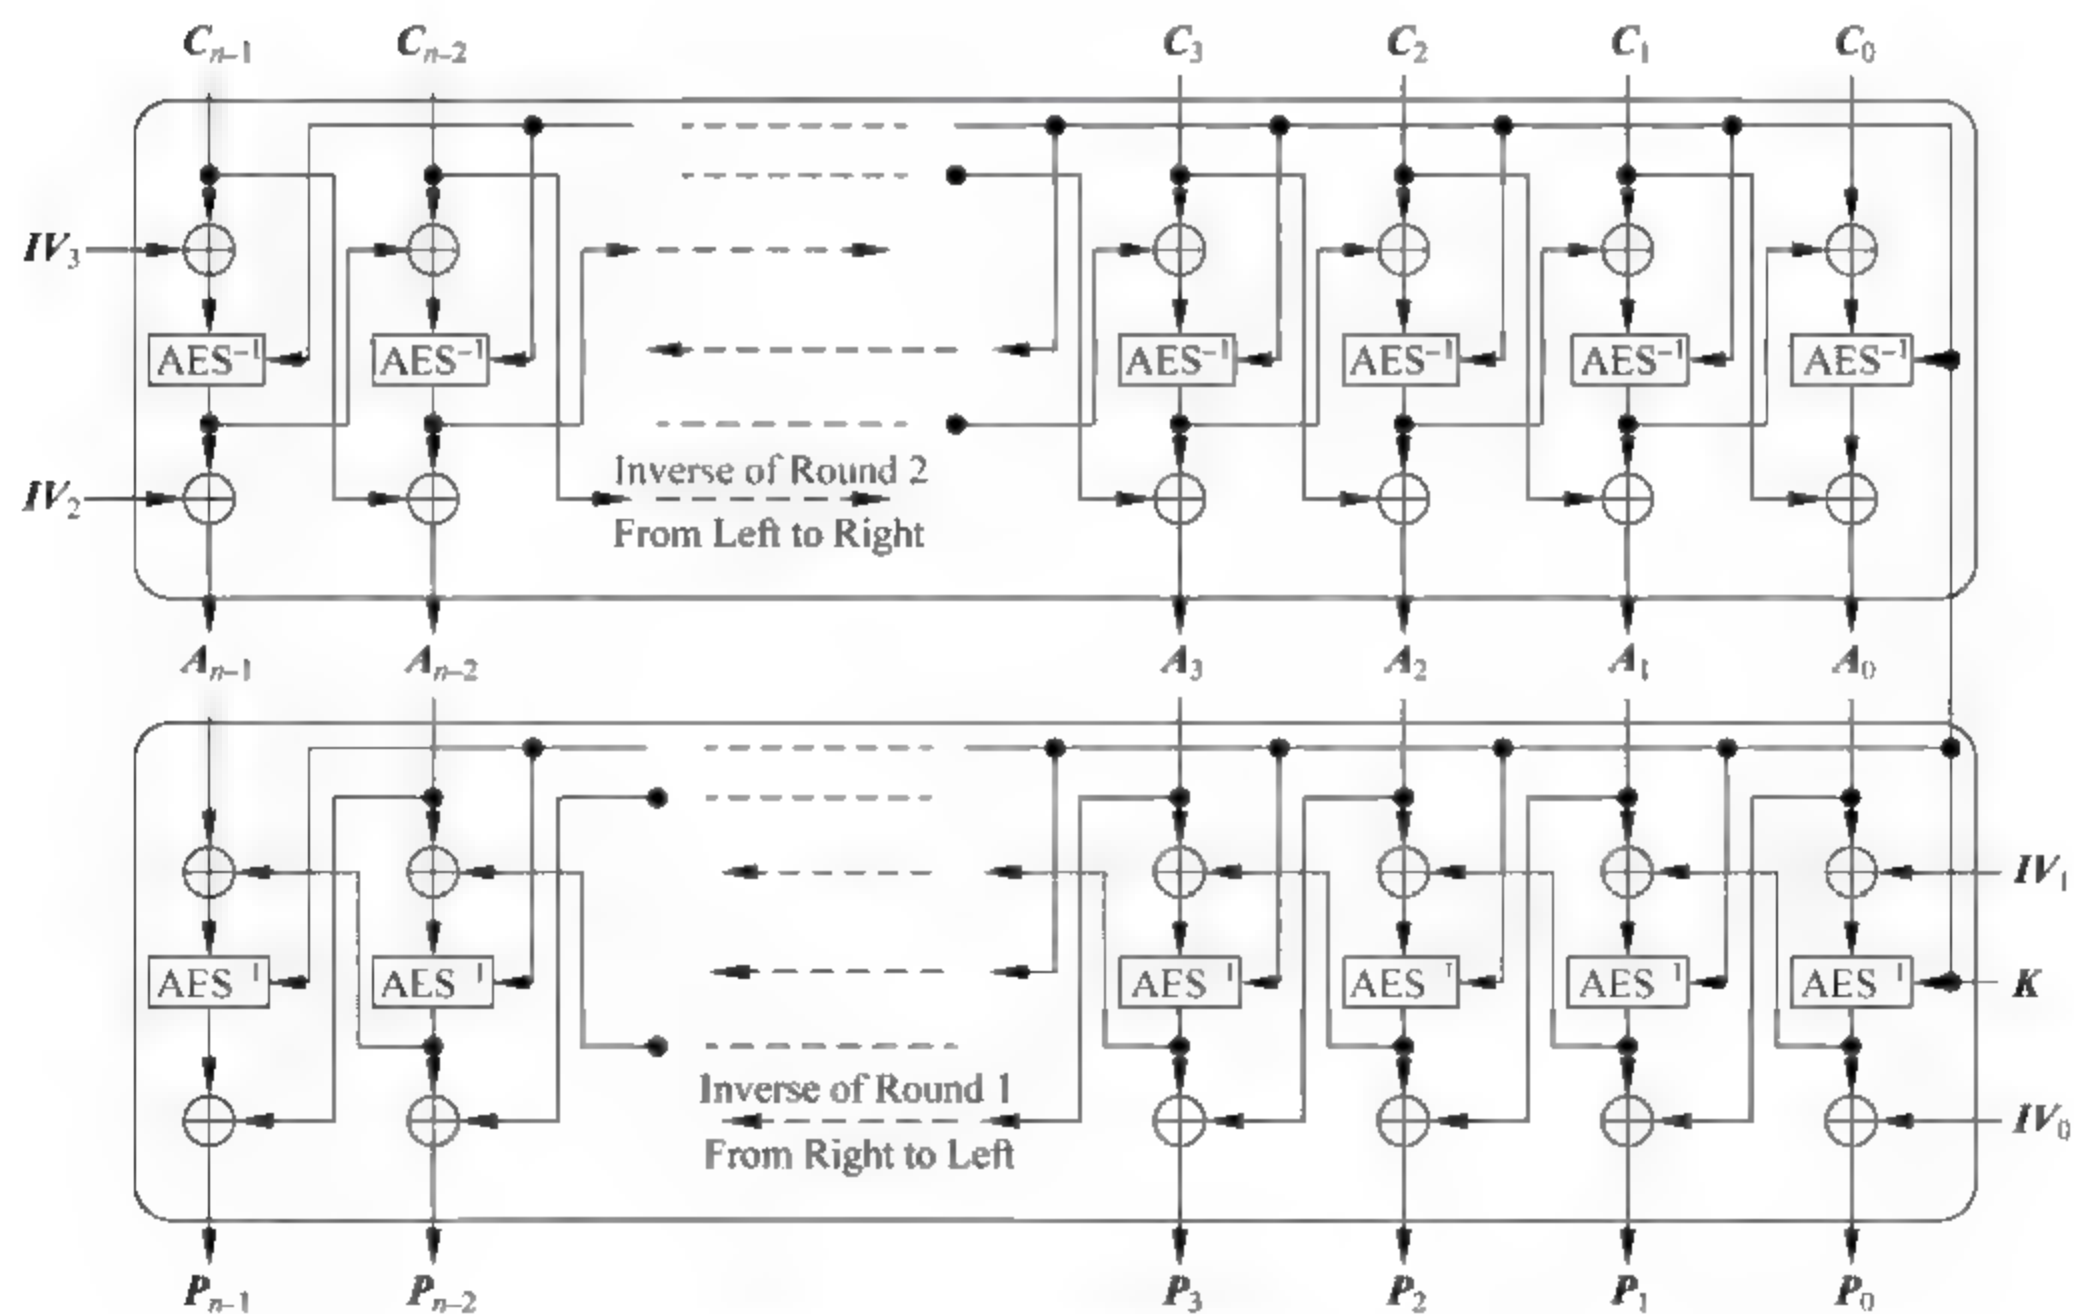 Cn−1 Cn−2 C3 C2 C1 C0
IV3
AES−1 AES−1 AES−1 AES−1 AES−1 AES−1
Inverse of Round 2
IV2
From Left to Right
An−1 An−2 A3 A2 A1 A0
IV1
AES−1 AES−1 AES−1 AES−1 AES−1 AES−1 K
Inverse of Round 1
IV0
From Right to Left
Pn−1 Pn−2 P3 P2 P1 P0